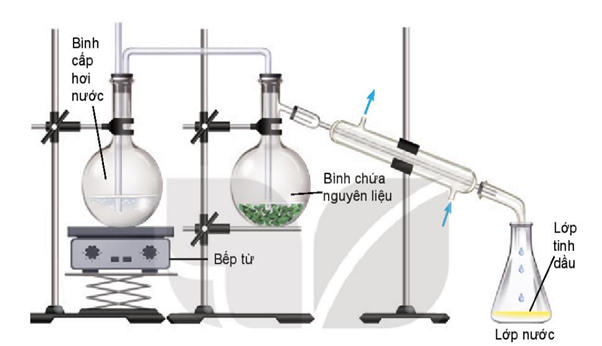 Bình
cấp
hơi
nước
Bình chứa
nguyên liệu
Bếp từ
Lớp
tinh
dầu
Lớp nước